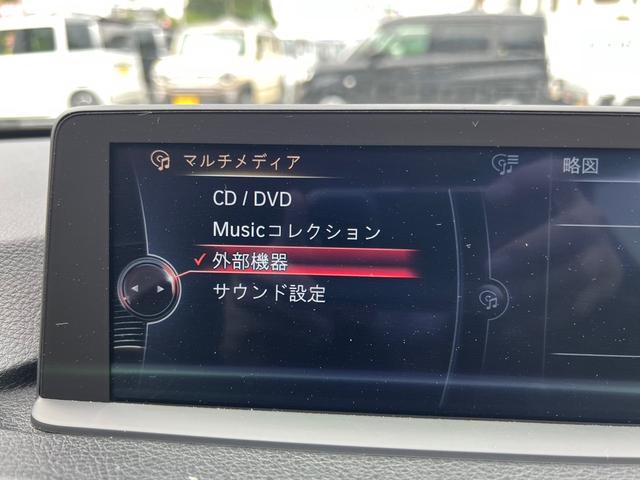 マルチメディア
略図
CD / DVD
Musicコレクション
外部機器
サウンド設定